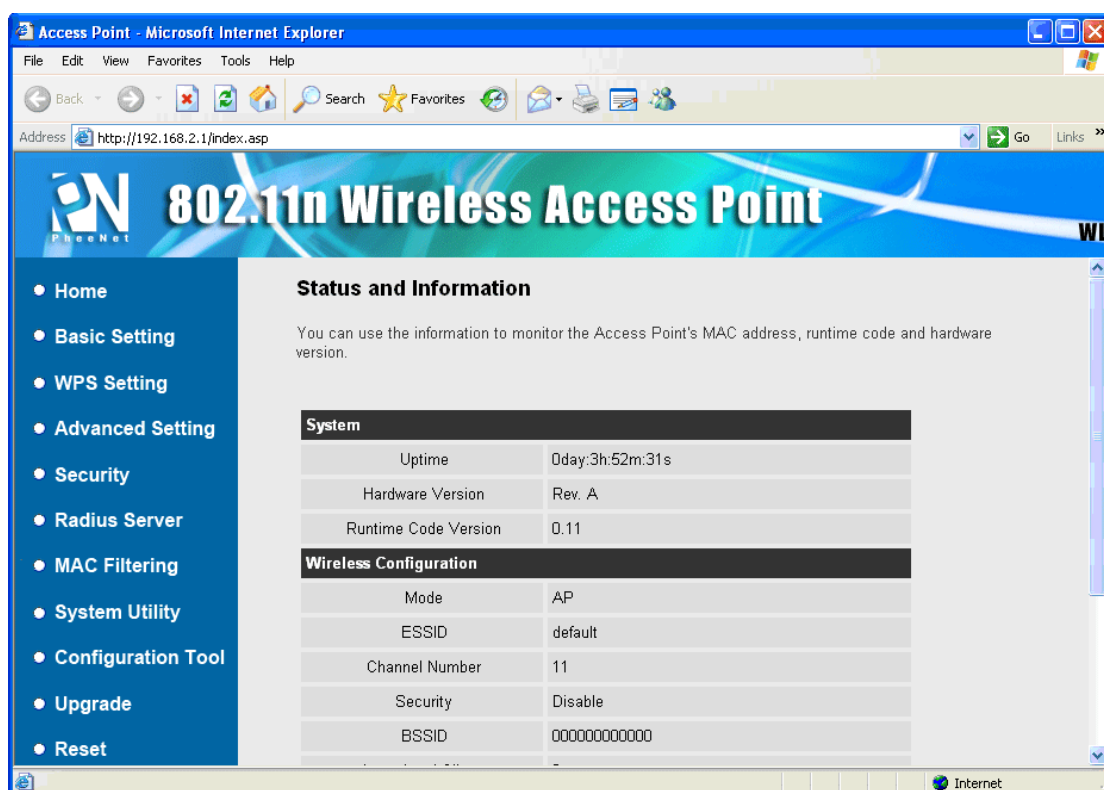 Access Point - Microsoft Internet Explorer
File Edit View Favorites Tools Help
Back Search Favorites
Address http://192.168.2.1/index.asp Go Links »
PN
PheeNet
802.11n Wireless Access Point
Home
Basic Setting
WPS Setting
Advanced Setting
Security
Radius Server
MAC Filtering
System Utility
Configuration Tool
Upgrade
Reset
Status and Information
You can use the information to monitor the Access Point's MAC address, runtime code and hardware
version.
System
Uptime 0day:3h:52m:31s
Hardware Version Rev. A
Runtime Code Version 0.11
Wireless Configuration
Mode AP
ESSID default
Channel Number 11
Security Disable
BSSID 000000000000
Internet